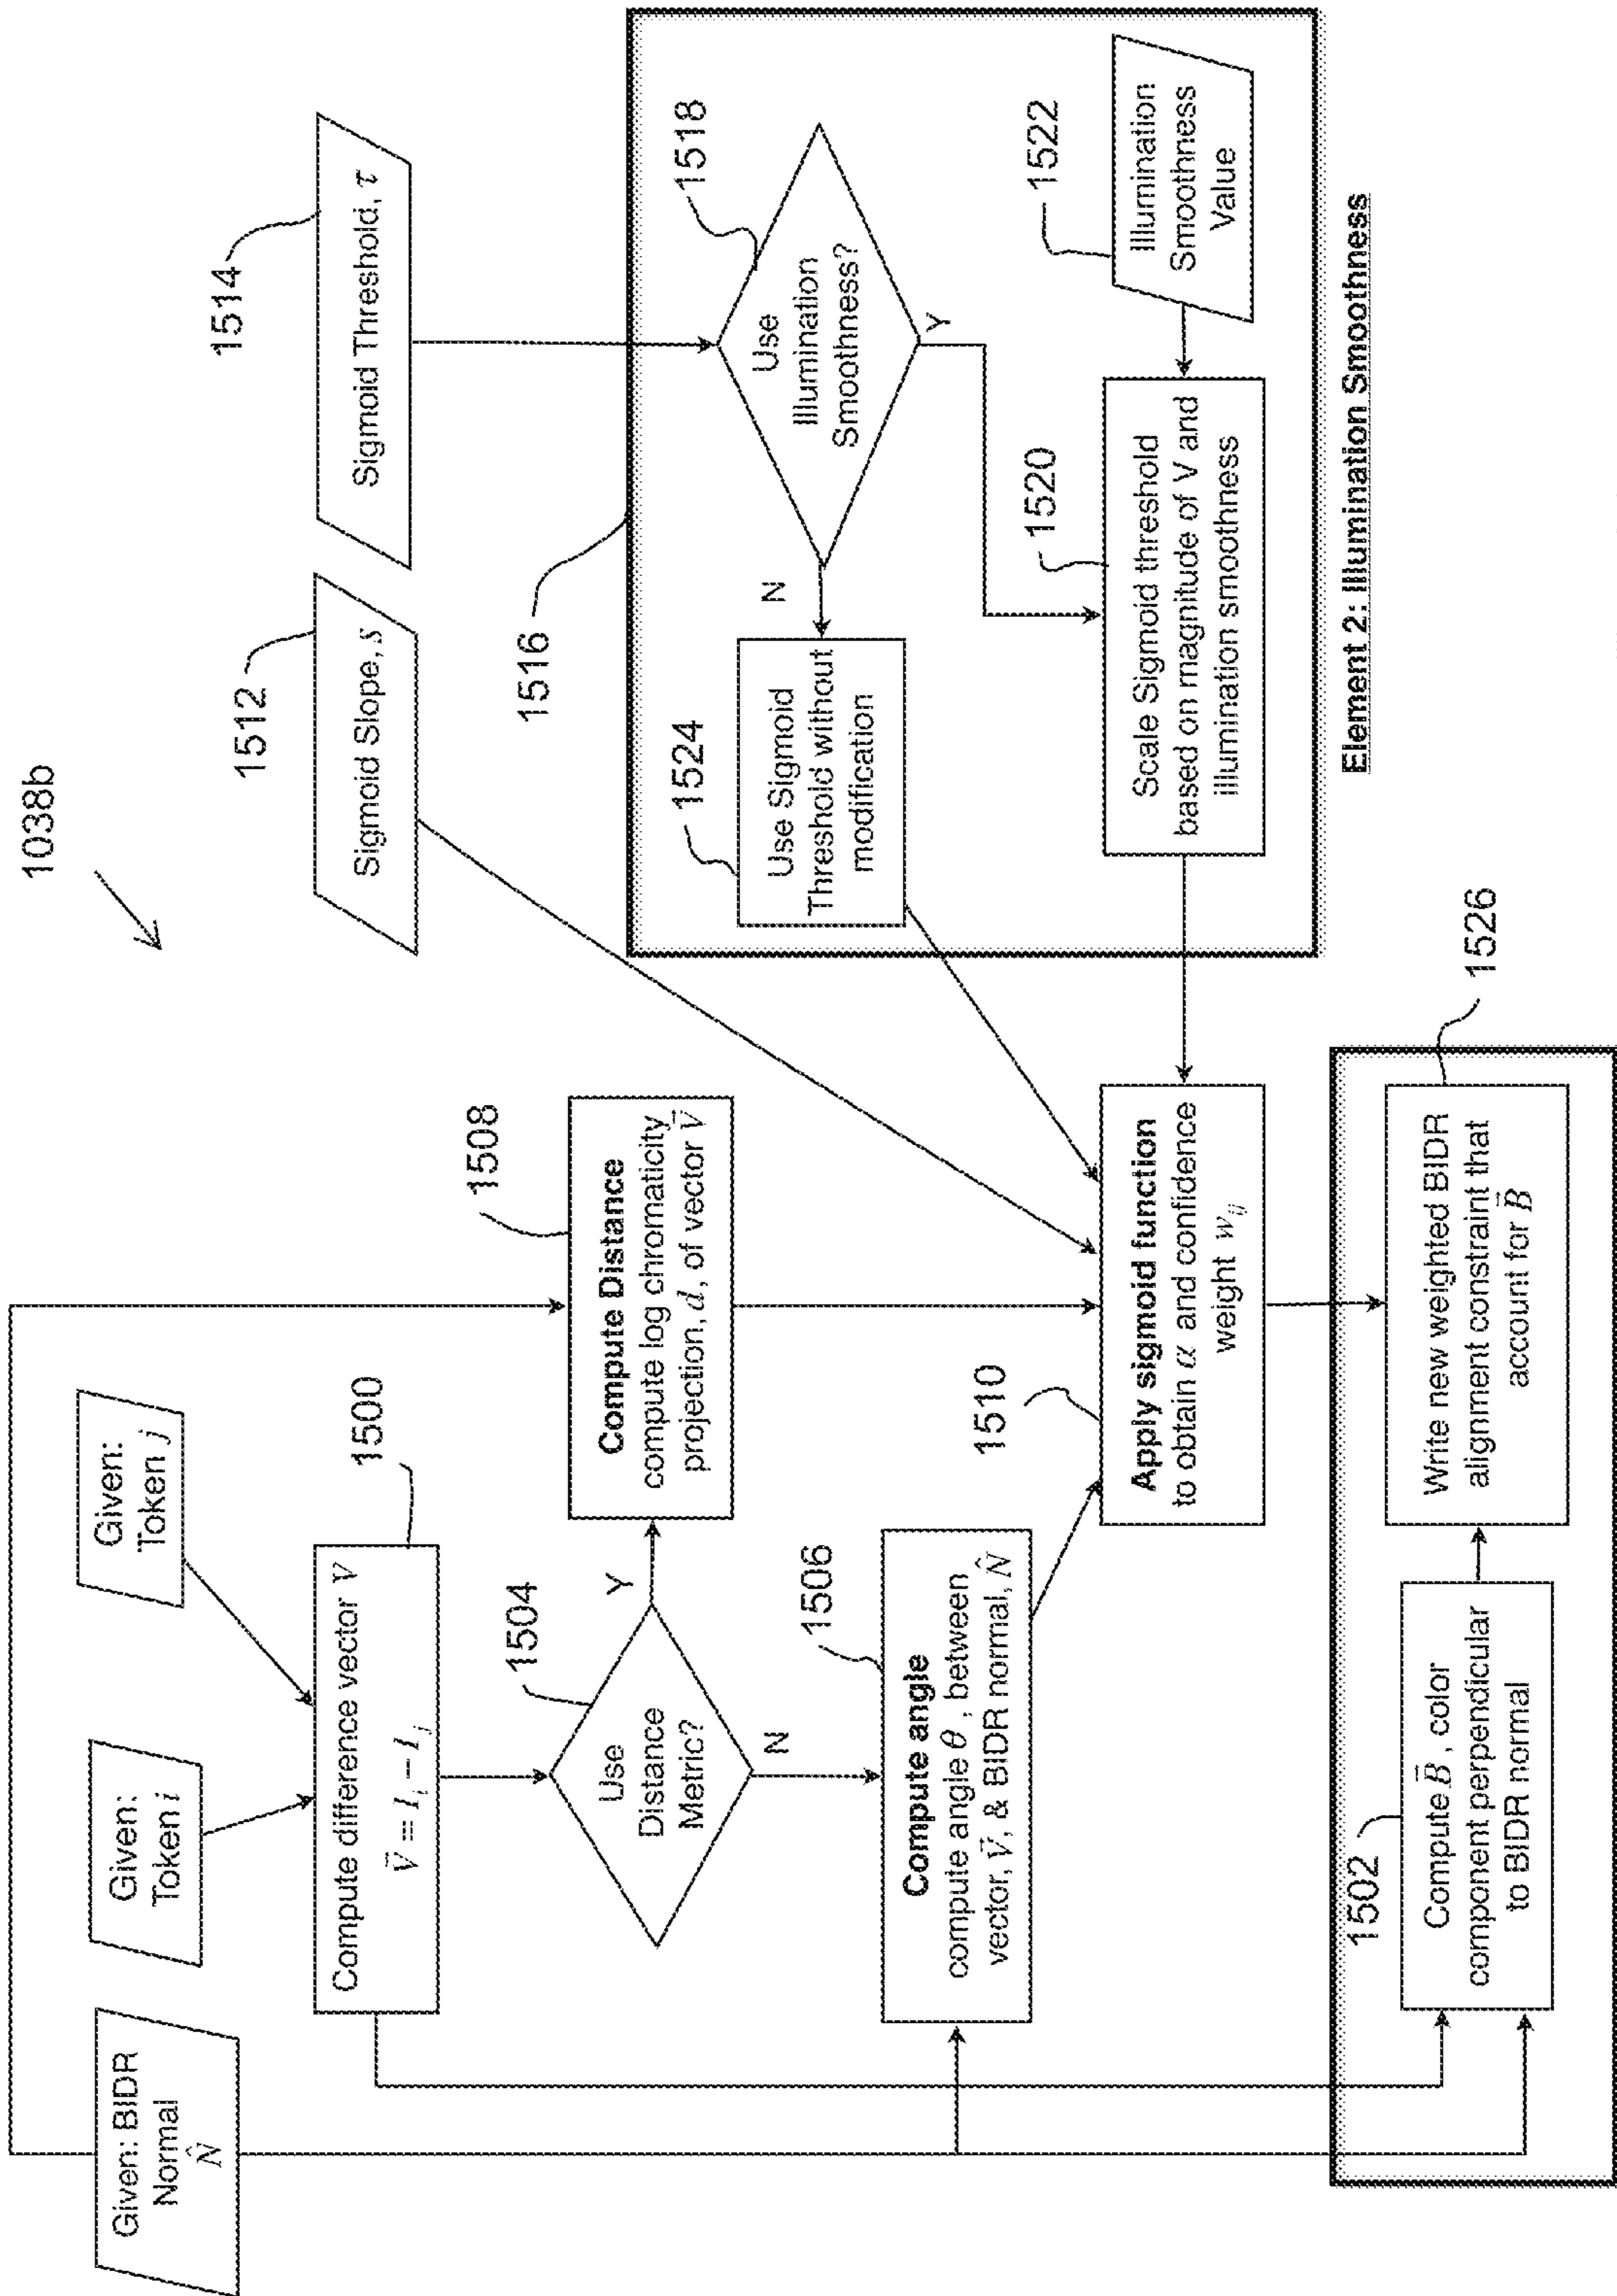 1038b
Given: BIDR
Normal
N̂
Given:
Token i
Given:
Token j
1500
Compute difference vector V
V̄ = I_i − I_j
1504
Use
Distance
Metric?
Y
N
1508
Compute Distance
compute log chromaticity
projection, d, of vector V̄
1506
Compute angle
compute angle θ, between
vector, V̄, & BIDR normal, N̂
1512
Sigmoid Slope, s
1514
Sigmoid Threshold, τ
1516
1518
Use
Illumination
Smoothness?
N
Y
1524
Use Sigmoid
Threshold without
modification
1520
Scale Sigmoid threshold
based on magnitude of V and
illumination smoothness
1522
Illumination
Smoothness
Value
Element 2: Illumination Smoothness
1510
Apply sigmoid function
to obtain α and confidence
weight w_ij
1502
Compute B̄, color
component perpendicular
to BIDR normal
1526
Write new weighted BIDR
alignment constraint that
account for B̄